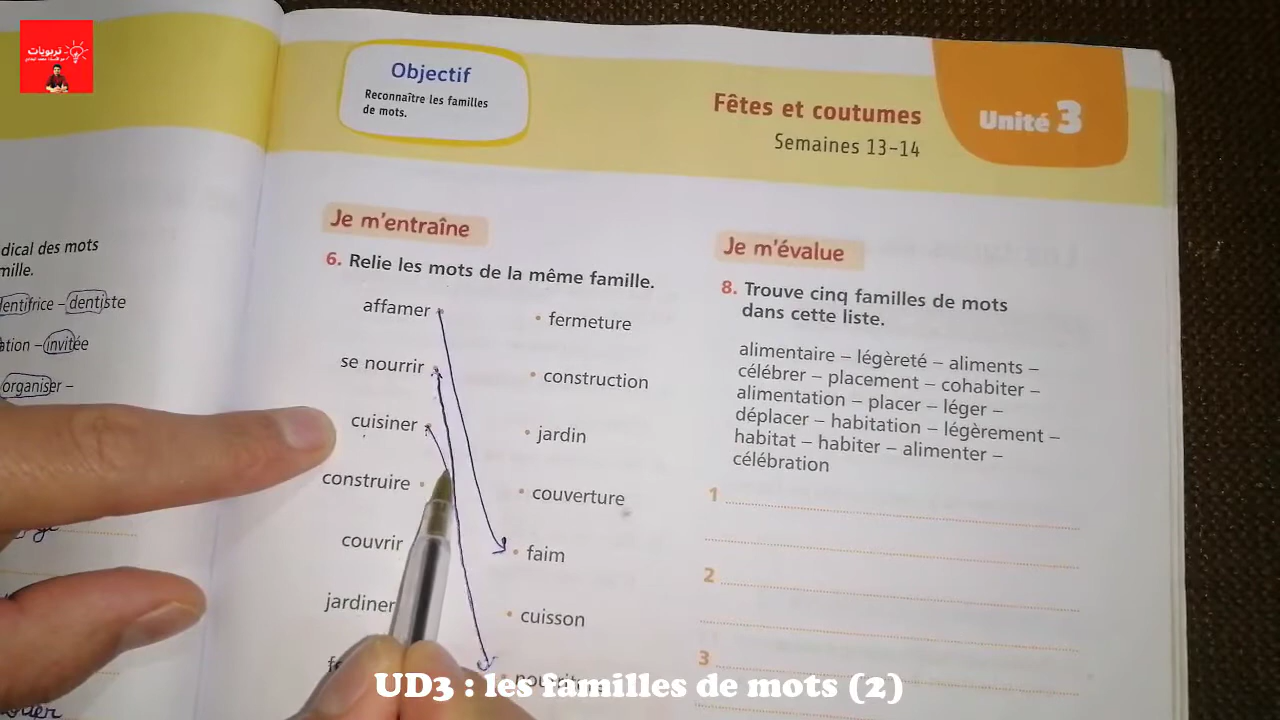 تربويات
Objectif
Reconnaître les familles
de mots.
Fêtes et coutumes
Semaines 13-14
Unité 3
dical des mots
mille.
dentifrice – dentiste
ation – invitée
organiser –
Je m'entraîne
6. Relie les mots de la même famille.
affamer
se nourrir
cuisiner
construire
couvrir
jardiner
• fermeture
• construction
• jardin
• couverture
• faim
• cuisson
Je m'évalue
8. Trouve cinq familles de mots
dans cette liste.
alimentaire – légèreté – aliments –
célébrer – placement – cohabiter –
alimentation – placer – léger –
déplacer – habitation – légèrement –
habitat – habiter – alimenter –
célébration
1
2
3
UD3 : les familles de mots (2)